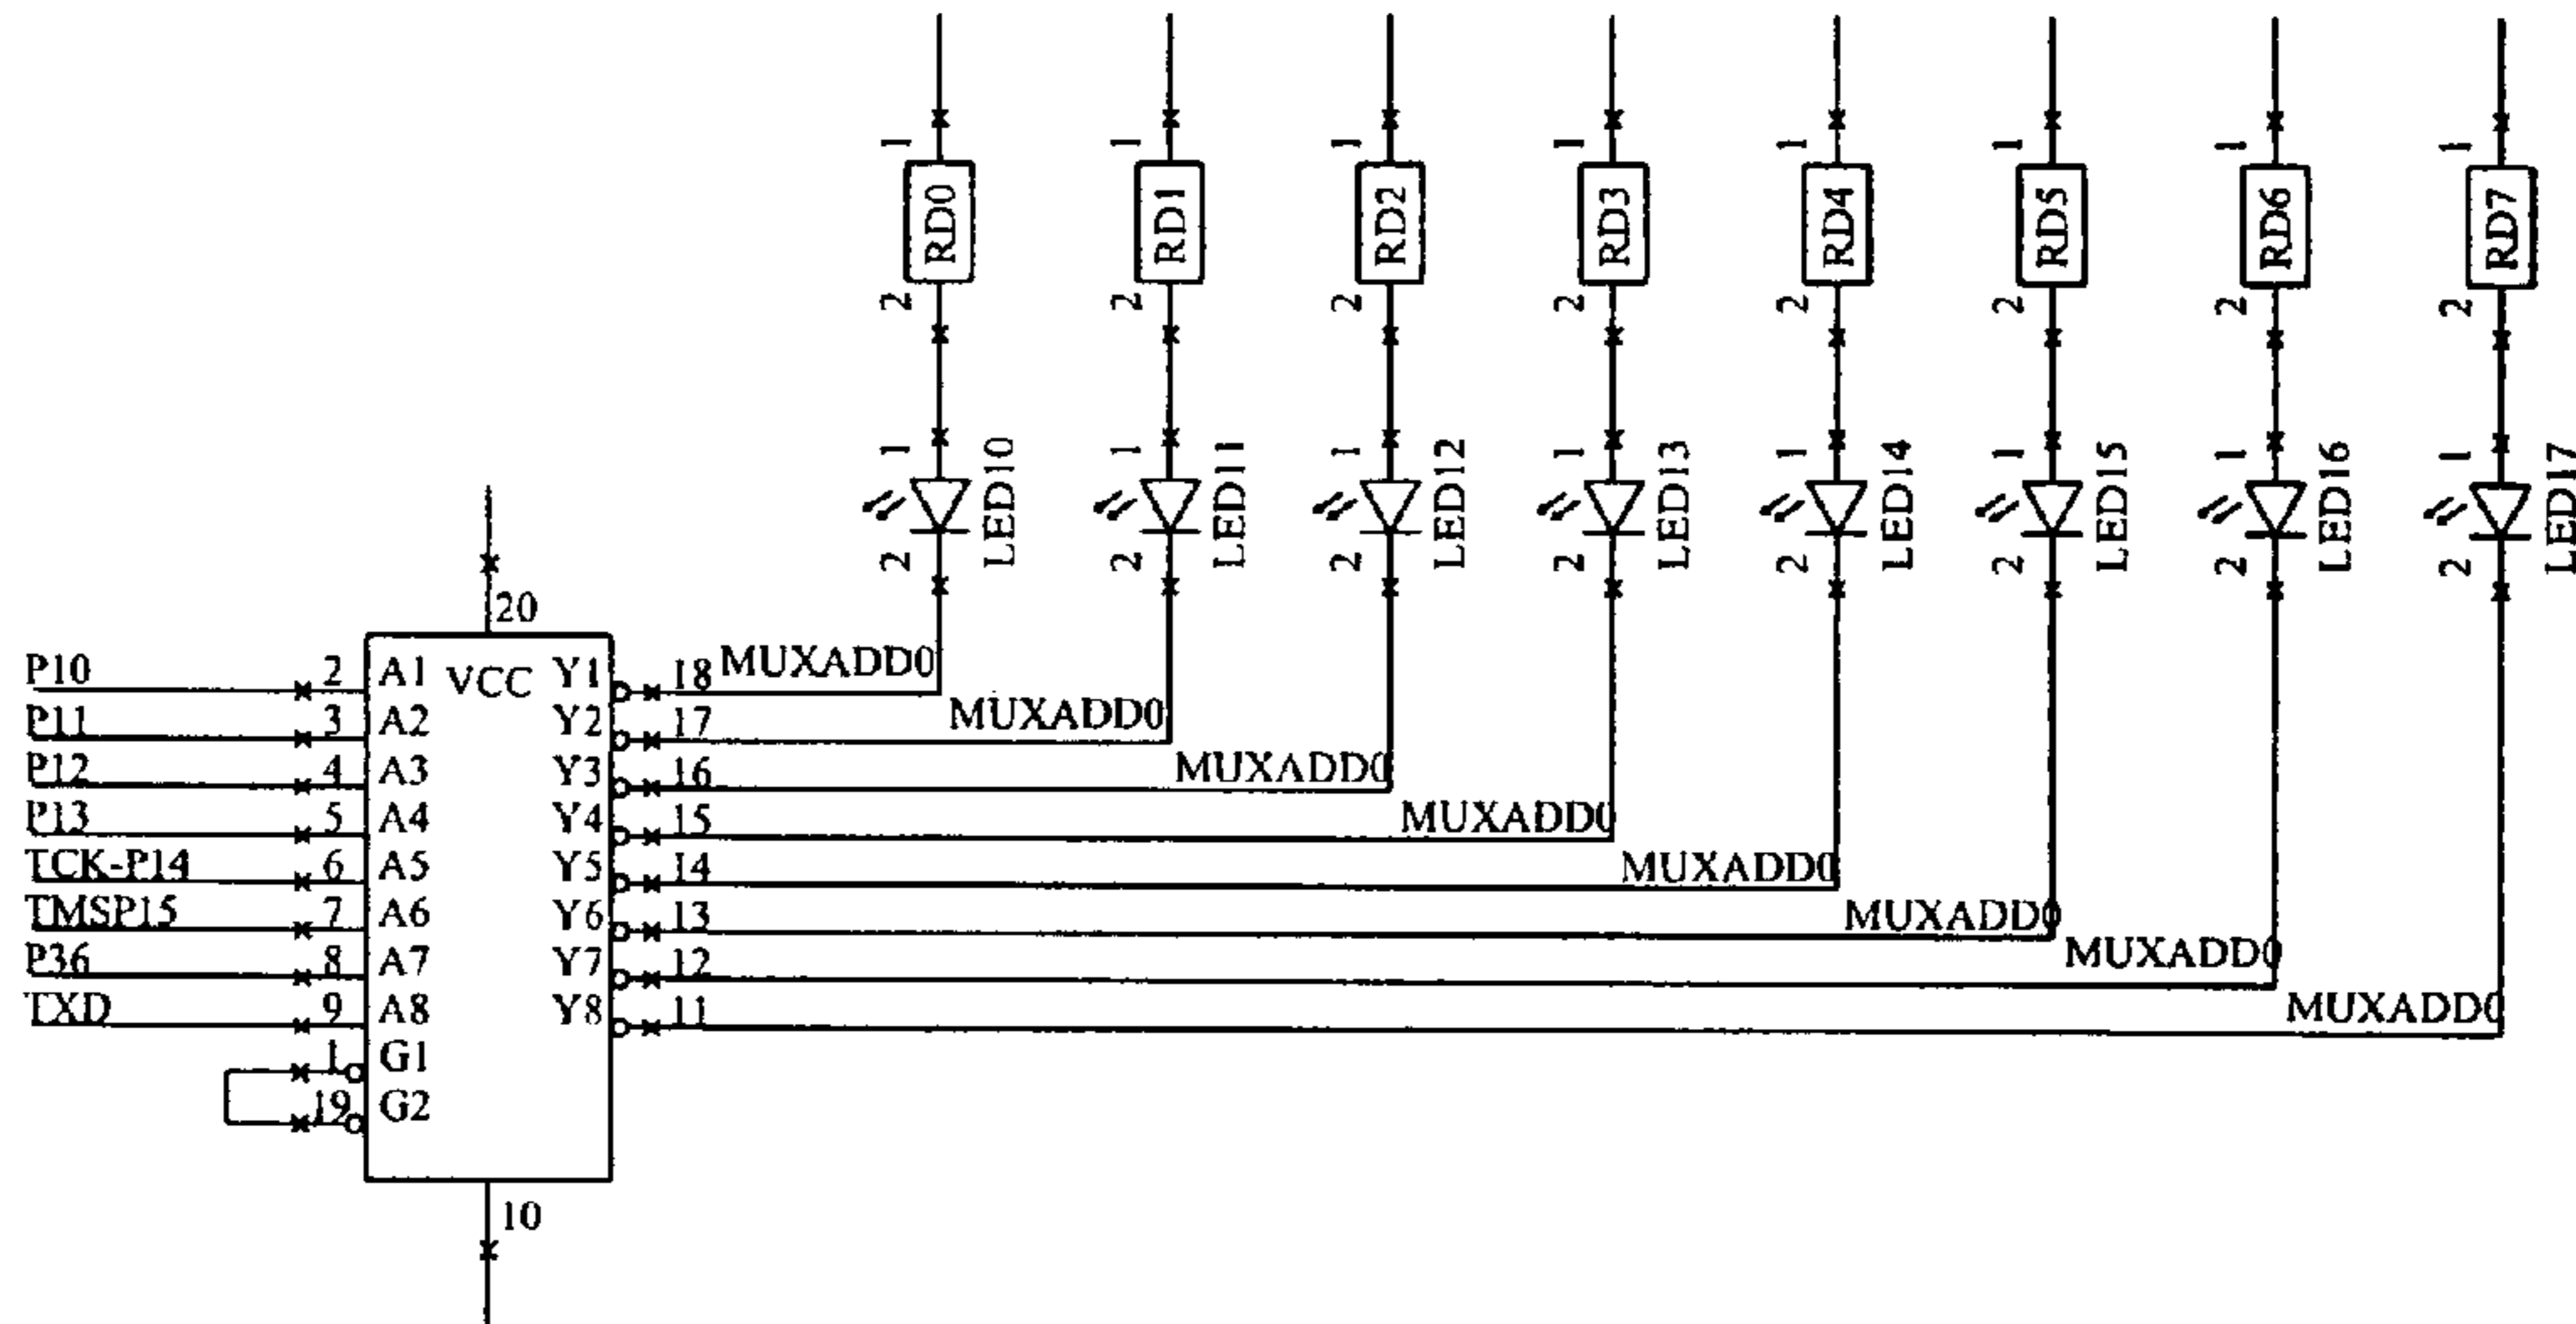 1 1 1 1 1 1 1 1
RD0 RD1 RD2 RD3 RD4 RD5 RD6 RD7
2 2 2 2 2 2 2 2
1 1 1 1 1 1 1 1
LED10 LED11 LED12 LED13 LED14 LED15 LED16 LED17
2 2 2 2 2 2 2 2
20
P10 2 A1 VCC Y1 18 MUXADD0
P11 3 A2 Y2 17 MUXADD0
P12 4 A3 Y3 16 MUXADD0
P13 5 A4 Y4 15 MUXADD0
TCK-P14 6 A5 Y5 14 MUXADD0
TMSP15 7 A6 Y6 13 MUXADD0
P36 8 A7 Y7 12 MUXADD0
TXD 9 A8 Y8 11 MUXADD0
1 G1
19 G2
10